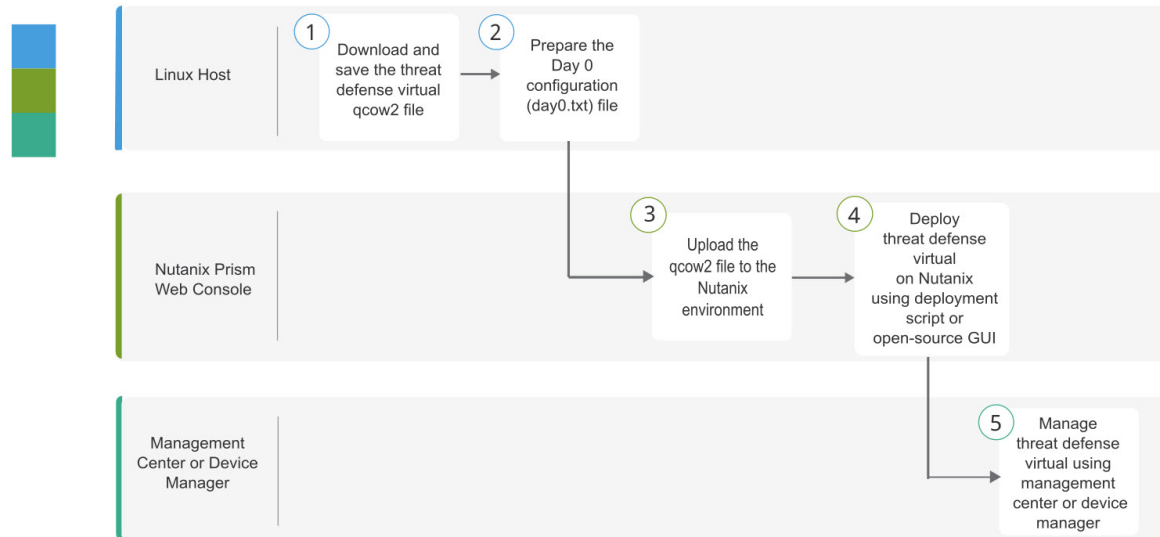 Linux Host
1
Download and
save the threat
defense virtual
qcow2 file
2
Prepare the
Day 0
configuration
(day0.txt) file
Nutanix Prism
Web Console
3
Upload the
qcow2 file to the
Nutanix
environment
4
Deploy
threat defense
virtual
on Nutanix
using deployment
script or
open-source GUI
Management
Center or Device
Manager
5
Manage
threat defense
virtual using
management
center or device
manager